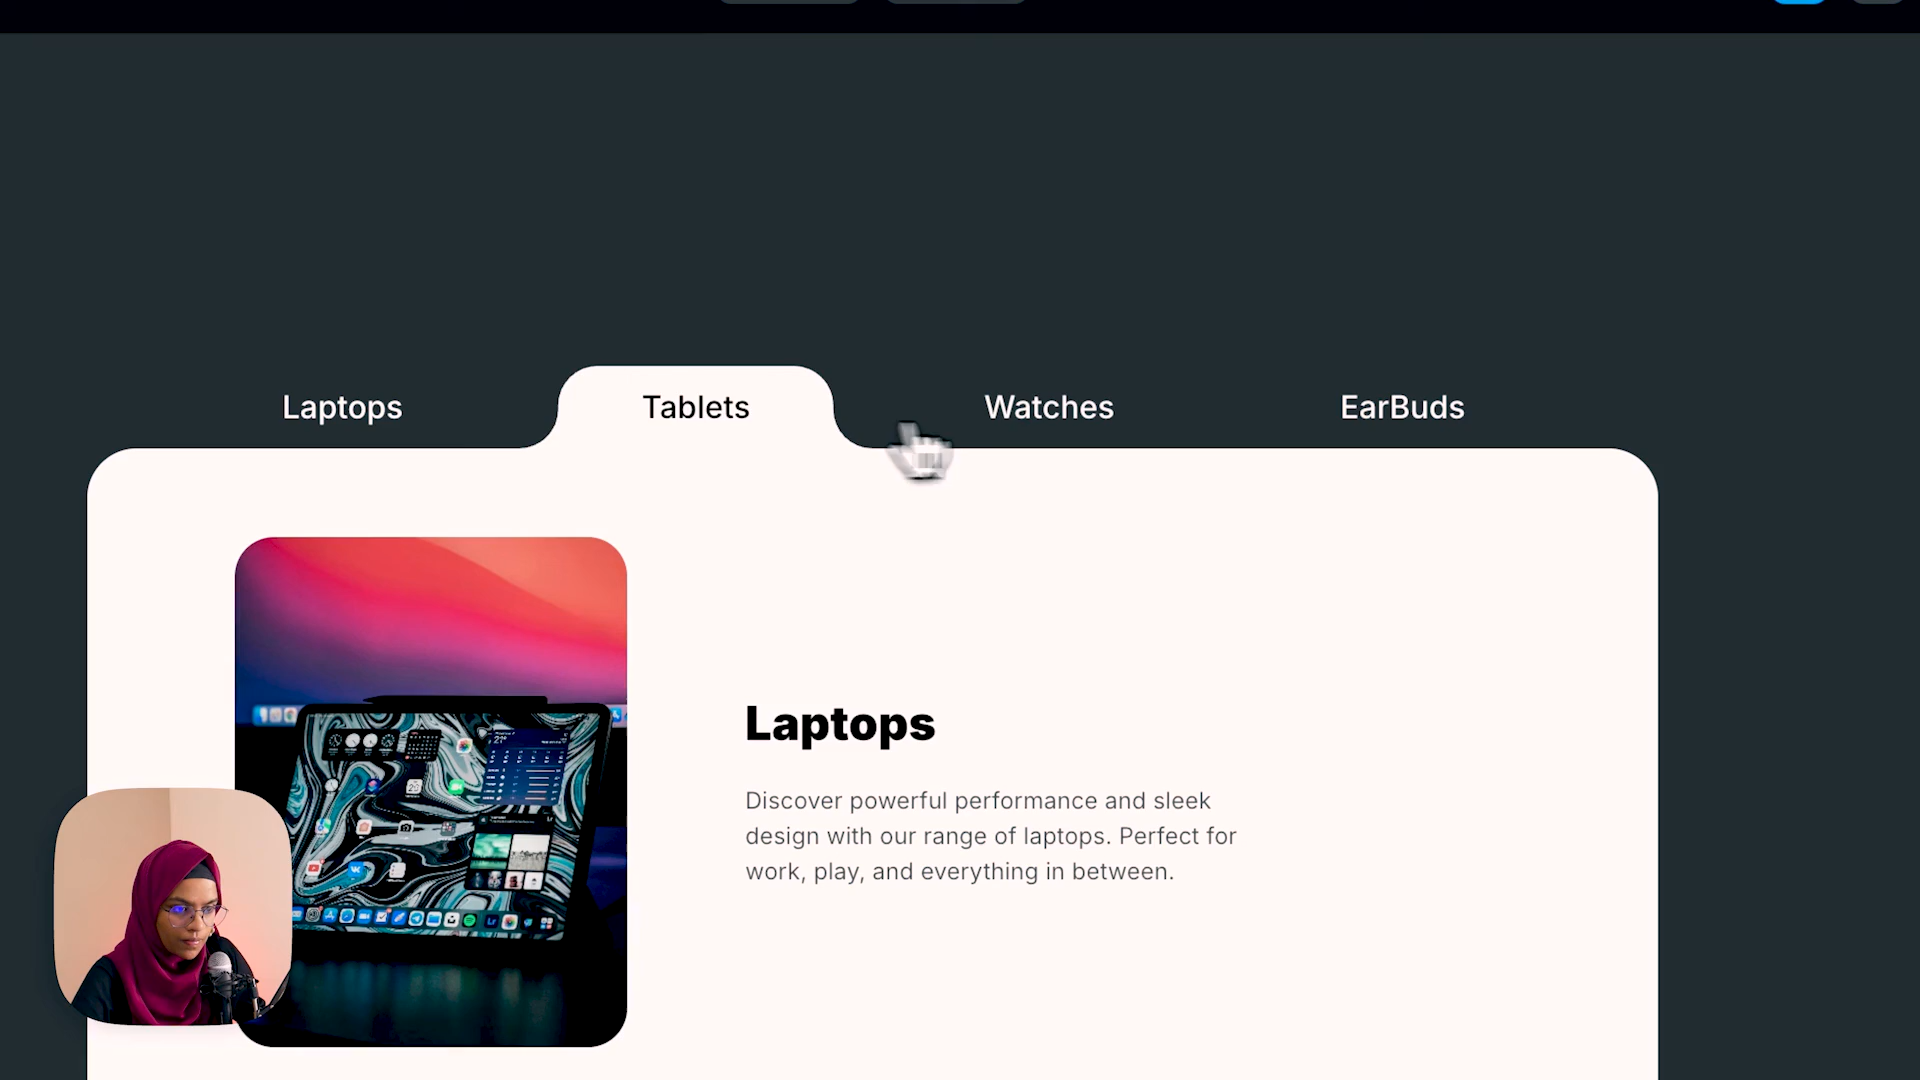 Laptops
Tablets
Watches
EarBuds
Laptops
Discover powerful performance and sleek
design with our range of laptops. Perfect for
work, play, and everything in between.